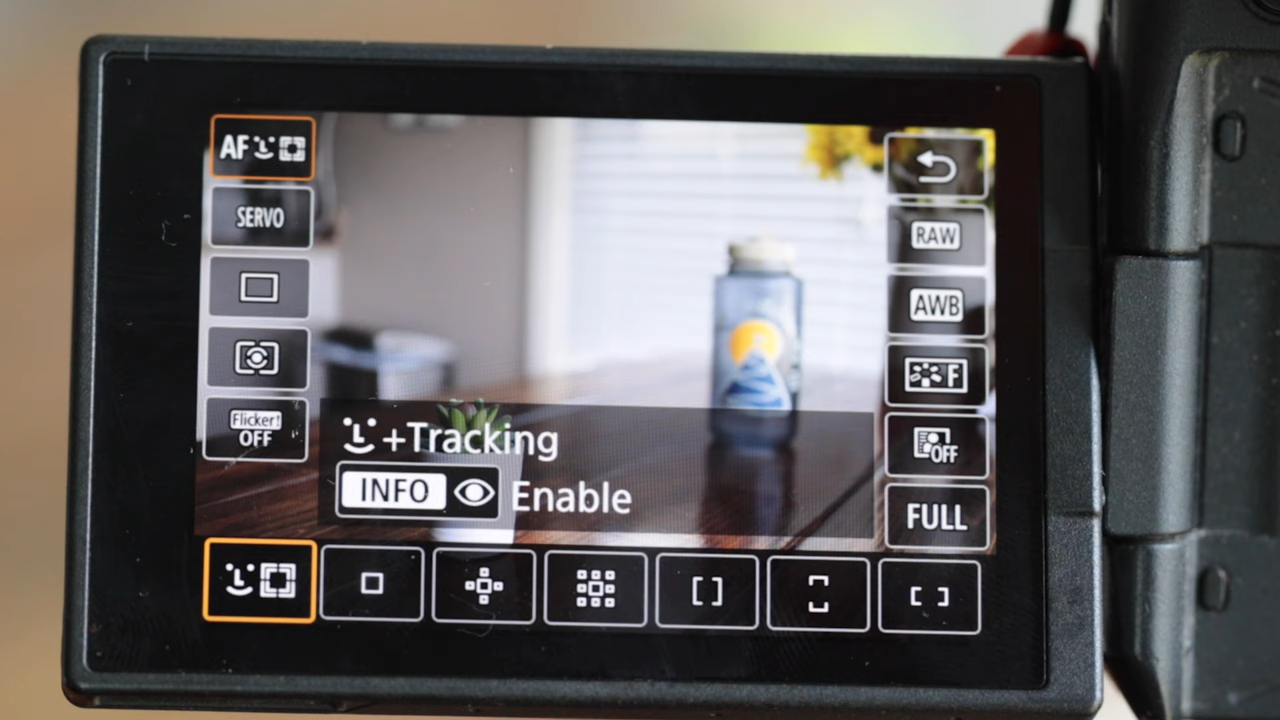 AF
SERVO
Flicker!
OFF
+Tracking
INFO Enable
RAW
AWB
F
OFF
FULL